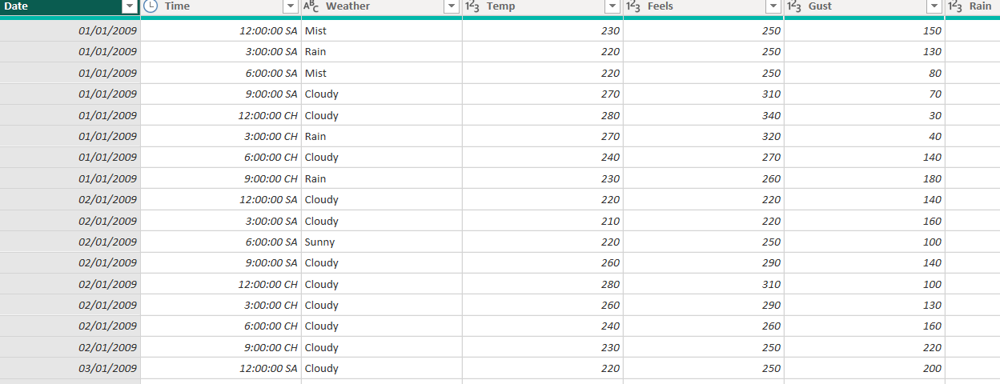 Date Time ABC Weather 123 Temp 123 Feels 123 Gust 123 Rain
01/01/2009 12:00:00 SA Mist 230 250 150
01/01/2009 3:00:00 SA Rain 220 250 130
01/01/2009 6:00:00 SA Mist 220 250 80
01/01/2009 9:00:00 SA Cloudy 270 310 70
01/01/2009 12:00:00 CH Cloudy 280 340 30
01/01/2009 3:00:00 CH Rain 270 320 40
01/01/2009 6:00:00 CH Cloudy 240 270 140
01/01/2009 9:00:00 CH Rain 230 260 180
02/01/2009 12:00:00 SA Cloudy 220 220 140
02/01/2009 3:00:00 SA Cloudy 210 220 160
02/01/2009 6:00:00 SA Sunny 220 250 100
02/01/2009 9:00:00 SA Cloudy 260 290 140
02/01/2009 12:00:00 CH Cloudy 280 310 100
02/01/2009 3:00:00 CH Cloudy 260 290 130
02/01/2009 6:00:00 CH Cloudy 240 260 160
02/01/2009 9:00:00 CH Cloudy 230 250 220
03/01/2009 12:00:00 SA Cloudy 220 250 200